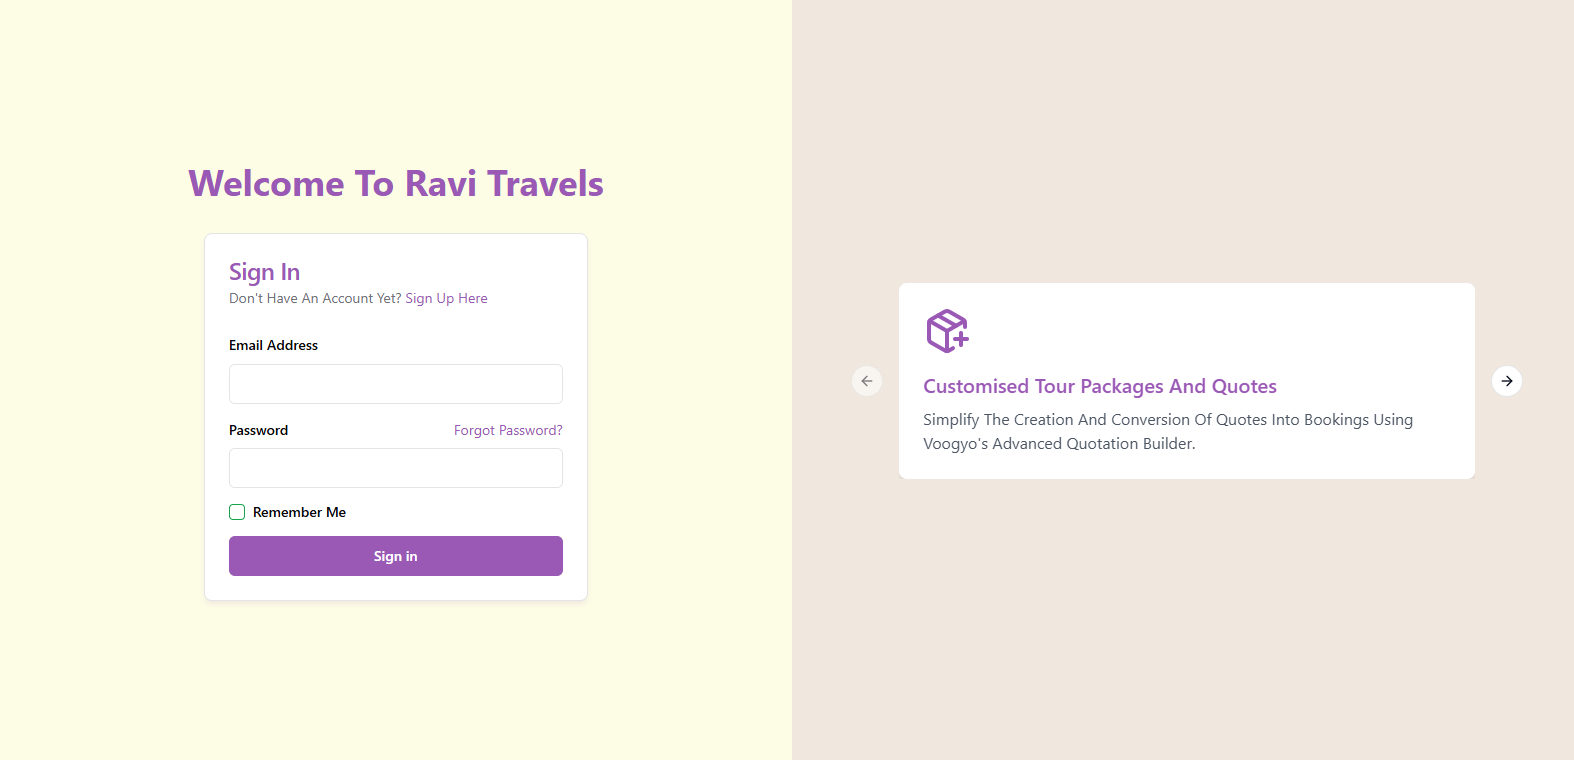 Welcome To Ravi Travels
Sign In
Don't Have An Account Yet? Sign Up Here
Email Address
Password Forgot Password?
Remember Me
Sign in
Customised Tour Packages And Quotes
Simplify The Creation And Conversion Of Quotes Into Bookings Using
Voogyo's Advanced Quotation Builder.